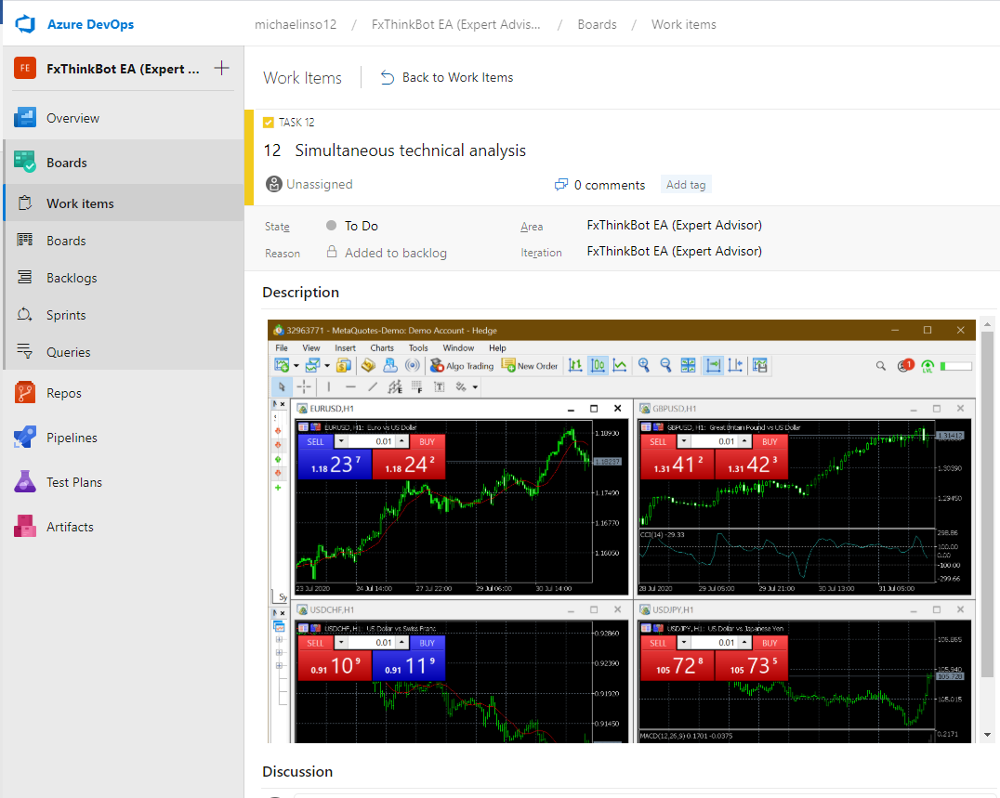 Azure DevOps
michaelinso12 / FxThinkBot EA (Expert Advis... / Boards / Work items
FE FxThinkBot EA (Expert ...
Overview
Boards
Work items
Boards
Backlogs
Sprints
Queries
Repos
Pipelines
Test Plans
Artifacts
Work Items
Back to Work Items
TASK 12
12 Simultaneous technical analysis
Unassigned
0 comments
Add tag
State To Do
Area FxThinkBot EA (Expert Advisor)
Reason Added to backlog
Iteration FxThinkBot EA (Expert Advisor)
Description
32963771 - MetaQuotes-Demo: Demo Account - Hedge
File View Insert Charts Tools Window Help
Algo Trading New Order
1
LVL
E F T
EURUSD,H1
EURUSD, H1: Euro vs US Dollar
SELL 0.01 BUY
1.18 23 7 1.18 24 2
1.18930
1.18237
1.17490
1.16770
1.16050
23 Jul 2020 24 Jul 14:00 27 Jul 22:00 29 Jul 06:00 30 Jul 14:00
GBPUSD,H1
GBPUSD, H1: Great Britain Pound vs US Dollar
SELL 0.01 BUY
1.31 41 2 1.31 42 3
1.31412
1.30390
1.29450
CCI(14) -29.33
298.86
100.00
0.00
-100.00
-299.66
28 Jul 2020 29 Jul 05:00 29 Jul 21:00 30 Jul 13:00 31 Jul 05:00
Sy
USDCHF,H1
USDCHF, H1: US Dollar vs Swiss Franc
SELL 0.01 BUY
0.91 10 9 0.91 11 9
0.92860
0.92390
0.91920
0.91450
USDJPY,H1
USDJPY, H1: US Dollar vs Japanese Yen
SELL 0.01 BUY
105 72 8 105 73 5
106.865
105.940
105.728
105.015
MACD(12,26,9) 0.1701 -0.0375
0.2171
Discussion